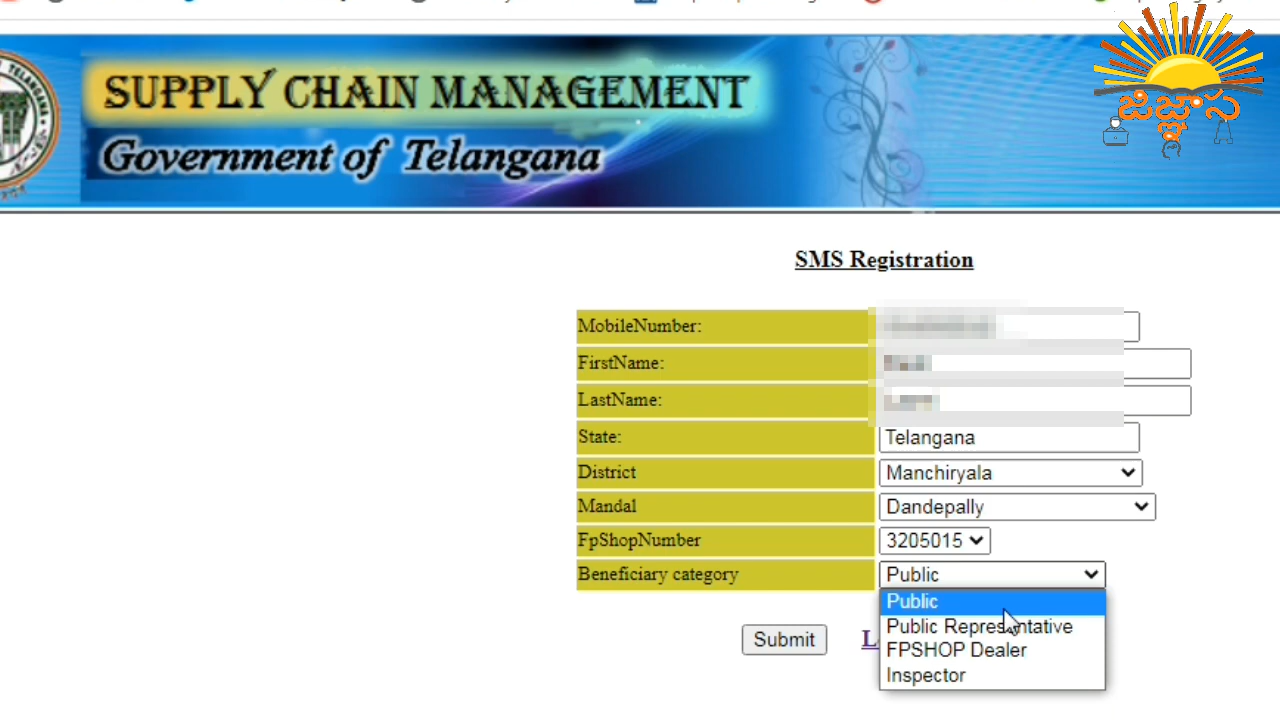 SUPPLY CHAIN MANAGEMENT
Government of Telangana
జిజ్ఞాస
SMS Registration
MobileNumber:
FirstName:
LastName:
State: Telangana
District Manchiryala
Mandal Dandepally
FpShopNumber 3205015
Beneficiary category Public
Public
Public Representative
FPSHOP Dealer
Inspector
Submit